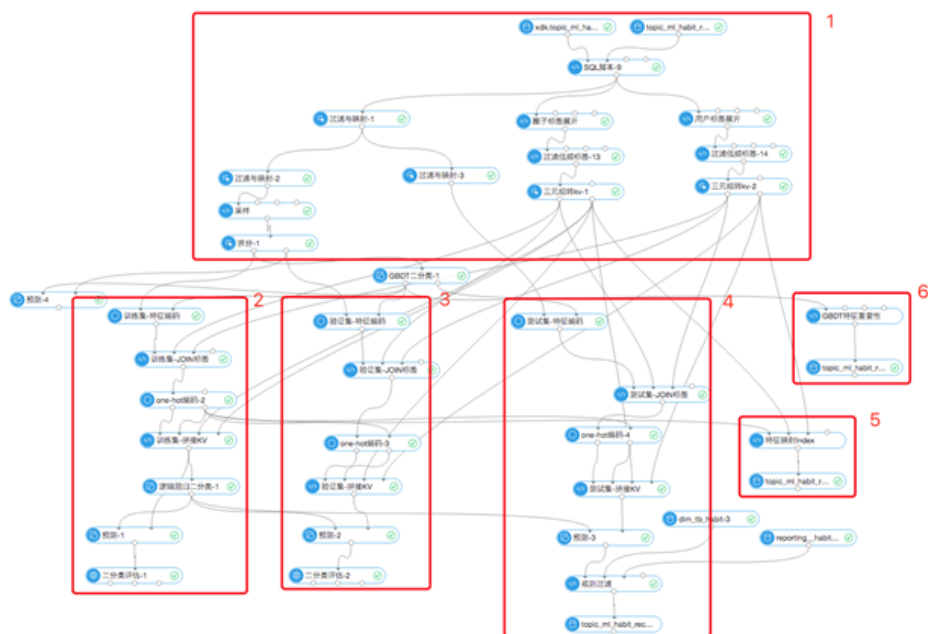 1
xdk.topic_ml_ha...
topic_ml_habit_r...
SQL脚本-9
过滤与映射-1
圈子标签展开
用户标签展开
过滤低频标签-13
过滤低频标签-14
过滤与映射-2
过滤与映射-3
三元组转kv-1
三元组转kv-2
采样
拆分-1
GBDT二分类-1
预测-4
2
3
4
6
训练集-特征编码
验证集-特征编码
测试集-特征编码
GBDT特征重要性
训练集-JOIN标签
验证集-JOIN标签
topic_ml_habit_r...
测试集-JOIN标签
one-hot编码-2
5
训练集-拼接KV
one-hot编码-3
one-hot编码-4
特征映射Index
逻辑回归二分类-1
验证集-拼接KV
测试集-拼接KV
topic_ml_habit_r...
dim_tb_habit-3
预测-1
预测-2
预测-3
reporting__habit...
二分类评估-1
二分类评估-2
规则过滤
topic_ml_habit_rec...